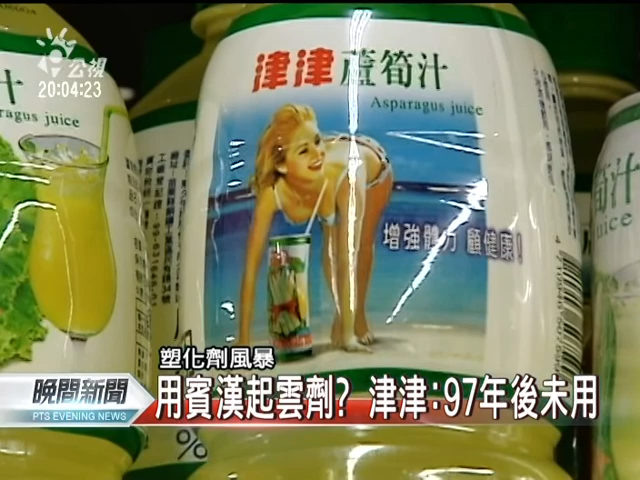 公視
20:04:23
津津蘆筍汁
Asparagus juice
增強體力 顧健康!
汁
ragus juice
筍汁
juice
塑化劑風暴
晚間新聞
PTS EVENING NEWS
用賓漢起雲劑? 津津:97年後未用
%